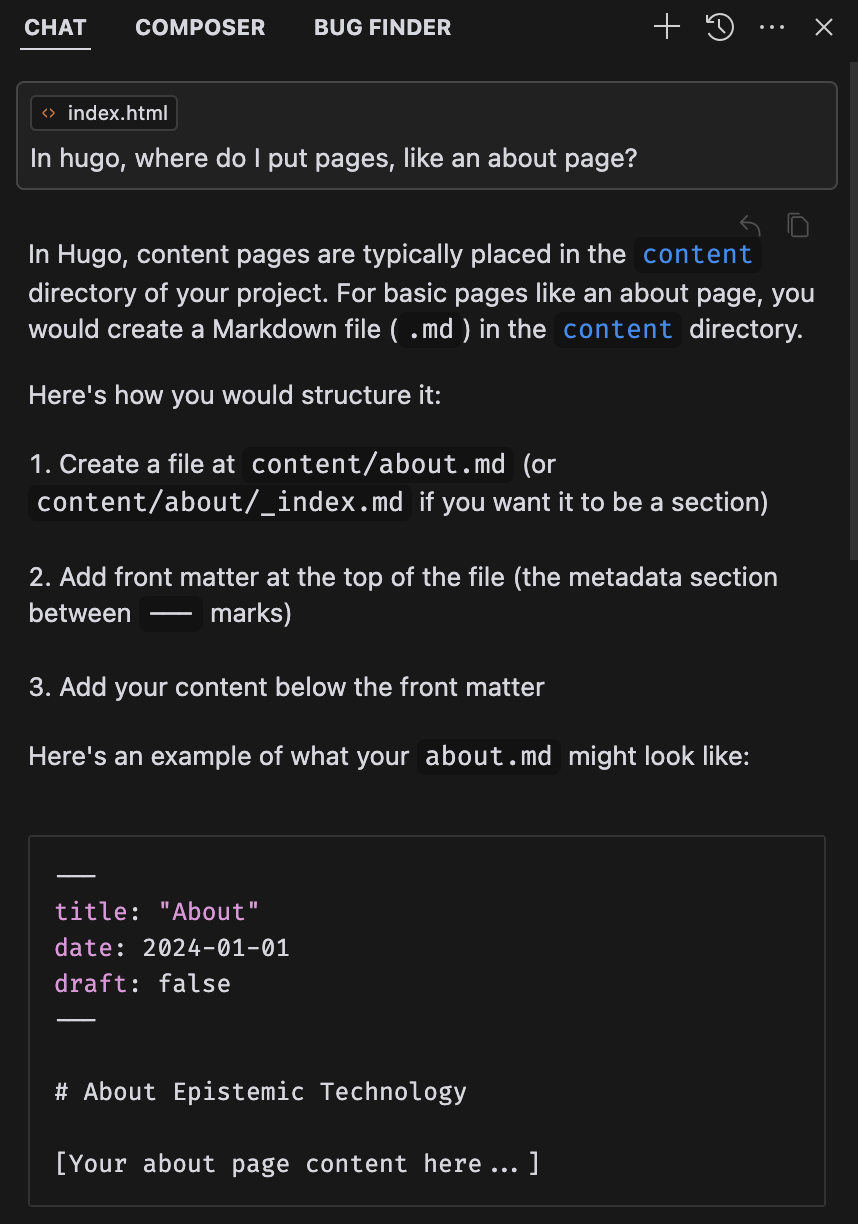 CHAT COMPOSER BUG FINDER
<> index.html
In hugo, where do I put pages, like an about page?
In Hugo, content pages are typically placed in the content
directory of your project. For basic pages like an about page, you
would create a Markdown file ( .md ) in the content directory.
Here's how you would structure it:
1. Create a file at content/about.md (or
content/about/_index.md if you want it to be a section)
2. Add front matter at the top of the file (the metadata section
between --- marks)
3. Add your content below the front matter
Here's an example of what your about.md might look like:
---
title: "About"
date: 2024-01-01
draft: false
---
# About Epistemic Technology
[Your about page content here...]